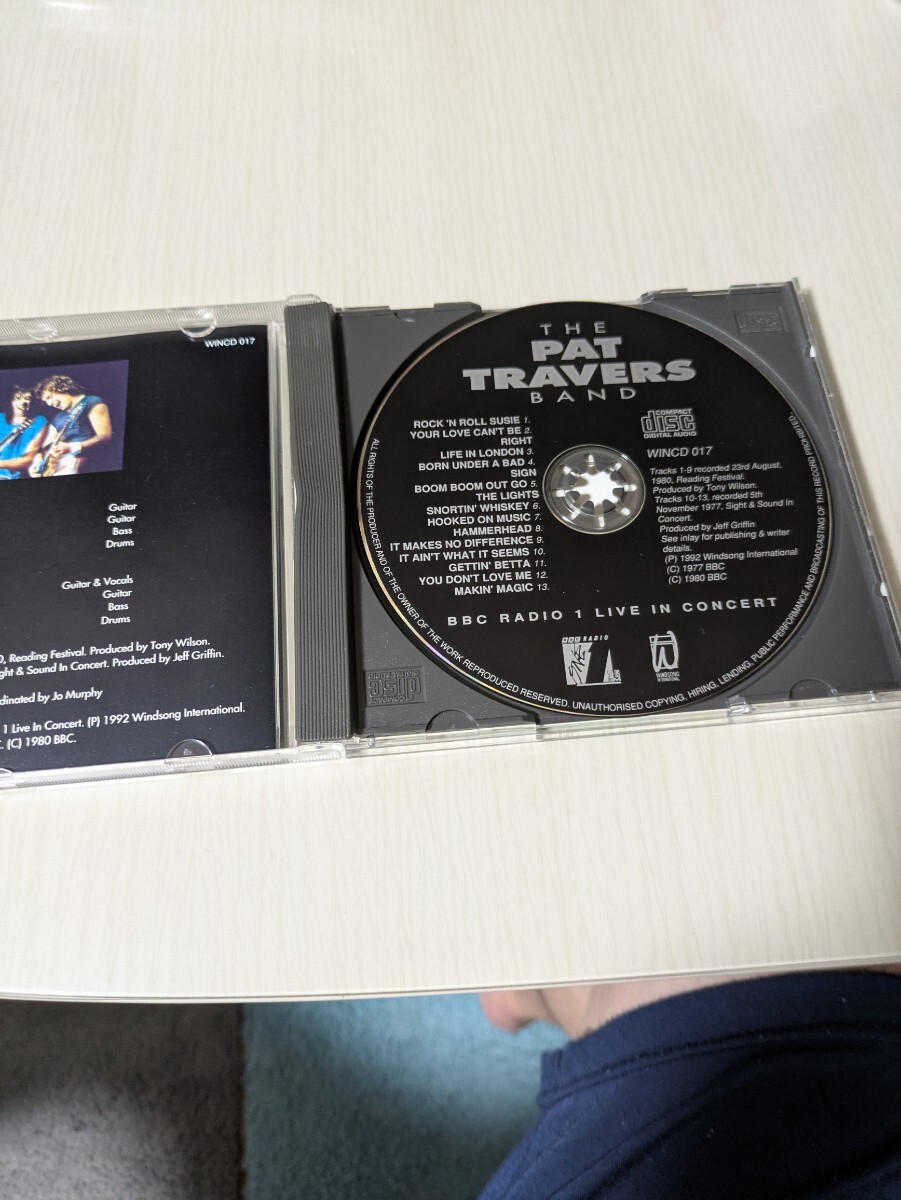 WINCD 017
Guitar
Guitar
Bass
Drums
Guitar & Vocals
Guitar
Bass
Drums
0, Reading Festival. Produced by Tony Wilson.
ight & Sound In Concert. Produced by Jeff Griffin.
dinated by Jo Murphy
1 Live In Concert. (P) 1992 Windsong International.
. (C) 1980 BBC.
THE
PAT
TRAVERS
BAND
ROCK 'N ROLL SUSIE 1.
YOUR LOVE CAN'T BE 2.
RIGHT
LIFE IN LONDON 3.
BORN UNDER A BAD 4.
SIGN
BOOM BOOM OUT GO 5.
THE LIGHTS
SNORTIN' WHISKEY 6.
HOOKED ON MUSIC 7.
HAMMERHEAD 8.
IT MAKES NO DIFFERENCE 9.
IT AIN'T WHAT IT SEEMS 10.
GETTIN' BETTA 11.
YOU DON'T LOVE ME 12.
MAKIN' MAGIC 13.
COMPACT
disc
DIGITAL AUDIO
WINCD 017
Tracks 1-9 recorded 23rd August,
1980, Reading Festival.
Produced by Tony Wilson.
Tracks 10-13, recorded 5th
November 1977, Sight & Sound In
Concert.
Produced by Jeff Griffin
See inlay for publishing & writer
details.
(P) 1992 Windsong International
(C) 1977 BBC
(C) 1980 BBC
BBC RADIO 1 LIVE IN CONCERT
BBC RADIO
WINDSONG
INTERNATIONAL
ALL RIGHTS OF THE PRODUCER AND OF THE OWNER OF THE WORK REPRODUCED RESERVED. UNAUTHORISED COPYING, HIRING, LENDING, PUBLIC PERFORMANCE AND BROADCASTING OF THIS RECORD PROHIBITED.